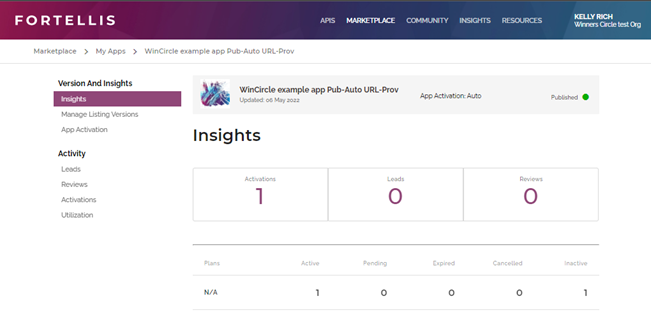 FORTELLIS
APIS MARKETPLACE COMMUNITY INSIGHTS RESOURCES
KELLY RICH
Winners Circle test Org
Marketplace > My Apps > WinCircle example app Pub-Auto URL-Prov
Version And Insights
Insights
Manage Listing Versions
App Activation
Activity
Leads
Reviews
Activations
Utilization
WinCircle example app Pub-Auto URL-Prov
Updated: 06 May 2022
App Activation: Auto
Published
Insights
Activations Leads Reviews
1 0 0
Plans Active Pending Expired Cancelled Inactive
N/A 1 0 0 0 1